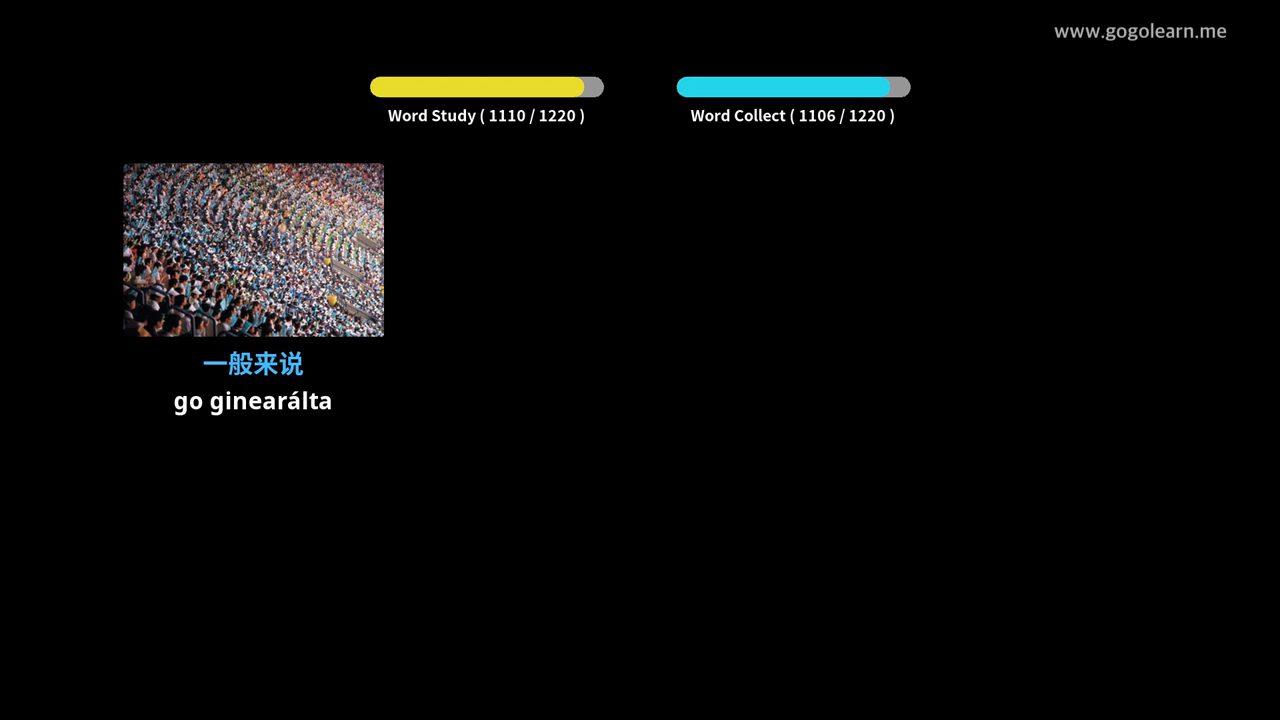 www.gogolearn.me
Word Study ( 1110 / 1220 )
Word Collect ( 1106 / 1220 )
一般来说
go ginearálta